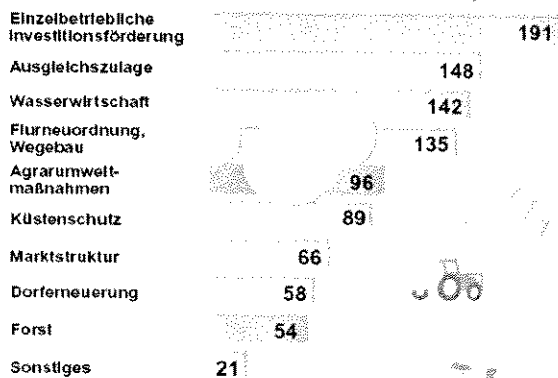 Einzelbetriebliche
Investitionsförderung 191
Ausgleichszulage 148
Wasserwirtschaft 142
Flurneuordnung,
Wegebau 135
Agrarumwelt-
maßnahmen 96
Küstenschutz 89
Marktstruktur 66
Dorferneuerung 58
Forst 54
Sonstiges 21